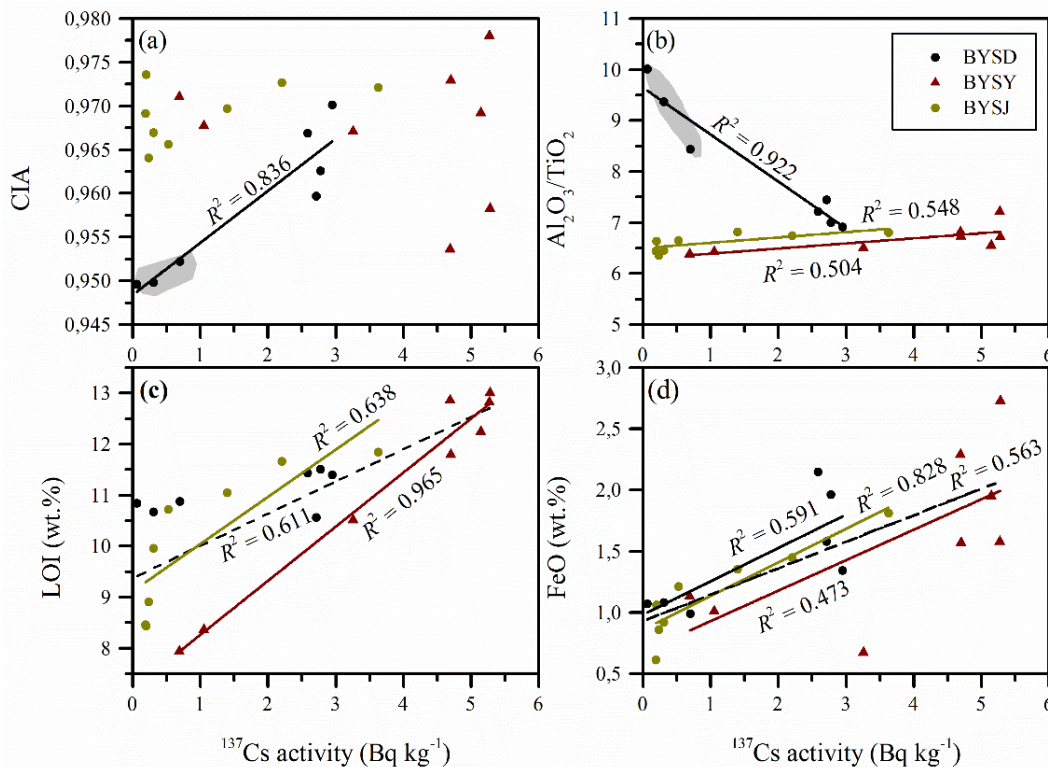 (a)
CIA
0,980
0,975
0,970
0,965
0,960
0,955
0,950
0,945
R² = 0.836
0 1 2 3 4 5 6
(b)
Al₂O₃/TiO₂
BYSD
BYSY
BYSJ
10
9
8
7
6
5
R² = 0.922
R² = 0.548
R² = 0.504
0 1 2 3 4 5 6
(c)
LOI (wt.%)
13
12
11
10
9
8
R² = 0.638
R² = 0.611
R² = 0.965
0 1 2 3 4 5 6
¹³⁷Cs activity (Bq kg⁻¹)
(d)
FeO (wt.%)
3,0
2,5
2,0
1,5
1,0
0,5
R² = 0.591
R² = 0.828
R² = 0.563
R² = 0.473
0 1 2 3 4 5 6
¹³⁷Cs activity (Bq kg⁻¹)